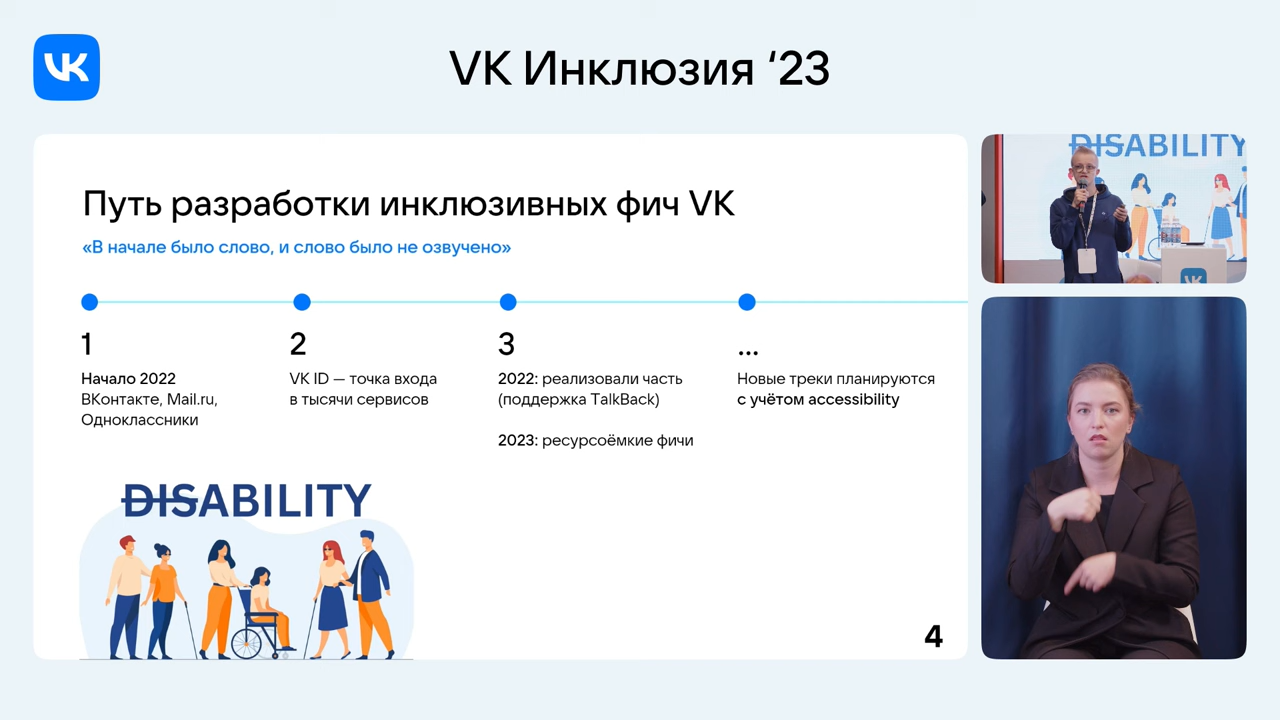 VK
VK Инклюзия ‘23
Путь разработки инклюзивных фич VK
«В начале было слово, и слово было не озвучено»
1
Начало 2022
ВКонтакте, Mail.ru,
Одноклассники
2
VK ID — точка входа
в тысячи сервисов
3
2022: реализовали часть
(поддержка TalkBack)
2023: ресурсоёмкие фичи
...
Новые треки планируются
с учётом accessibility
DISABILITY
4
DISABILITY
VK